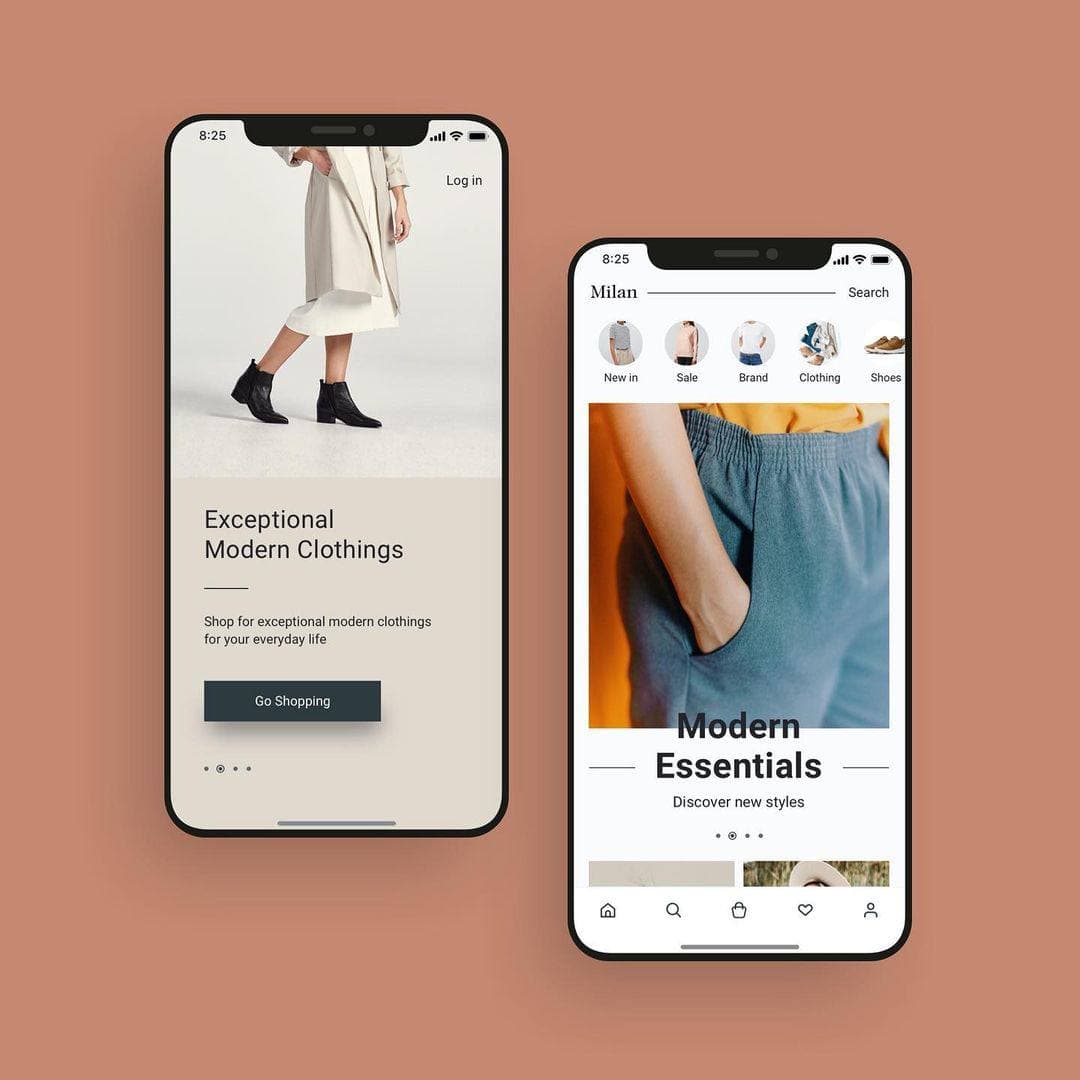 8:25
Log in
Exceptional
Modern Clothings
Shop for exceptional modern clothings
for your everyday life
Go Shopping
8:25
Milan
Search
New in
Sale
Brand
Clothing
Shoes
Modern
Essentials
Discover new styles